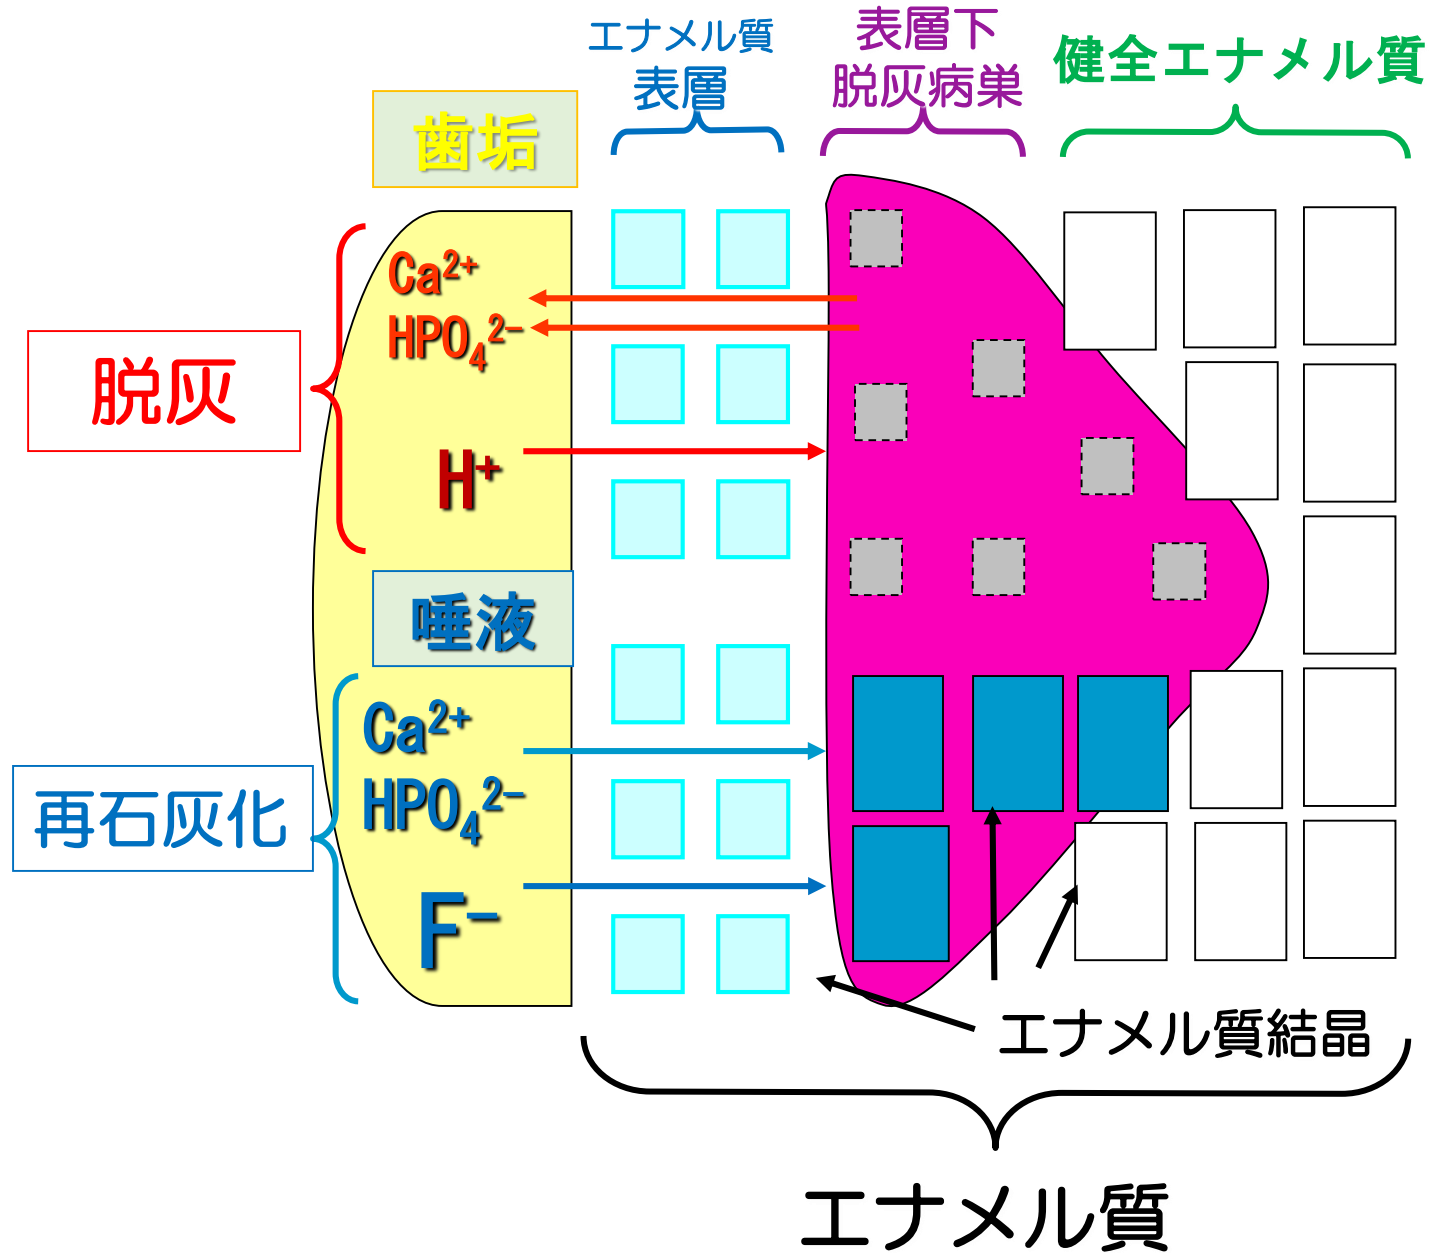 エナメル質
表層
表層下
脱灰病巣
健全エナメル質
歯垢
Ca2+
HPO42−
脱灰
H+
唾液
Ca2+
HPO42−
再石灰化
F−
エナメル質結晶
エナメル質